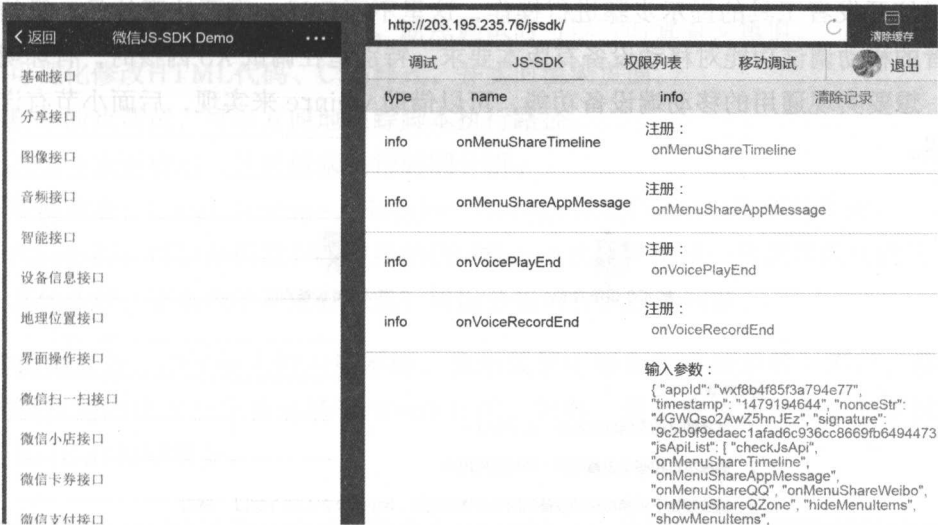 返回 微信JS-SDK Demo ...
基础接口
分享接口
图像接口
音频接口
智能接口
设备信息接口
地理位置接口
界面操作接口
微信扫一扫接口
微信小店接口
微信卡券接口
微信支付接口
http://203.195.235.76/jssdk/ 清除缓存
调试 JS-SDK 权限列表 移动调试 退出
type name info 清除记录
info onMenuShareTimeline 注册：
onMenuShareTimeline
info onMenuShareAppMessage 注册：
onMenuShareAppMessage
info onVoicePlayEnd 注册：
onVoicePlayEnd
info onVoiceRecordEnd 注册：
onVoiceRecordEnd
输入参数：
{ "appId": "wxf8b4f85f3a794e77",
"timestamp": "1479194644", "nonceStr":
"4GWQso2AwZ5hnJEz", "signature":
"9c2b9f9edaec1afad6c936cc8669fb6494473
"jsApiList": [ "checkJsApi",
"onMenuShareTimeline",
"onMenuShareAppMessage",
"onMenuShareQQ", "onMenuShareWeibo",
"onMenuShareQZone", "hideMenuItems",
"showMenuItems",